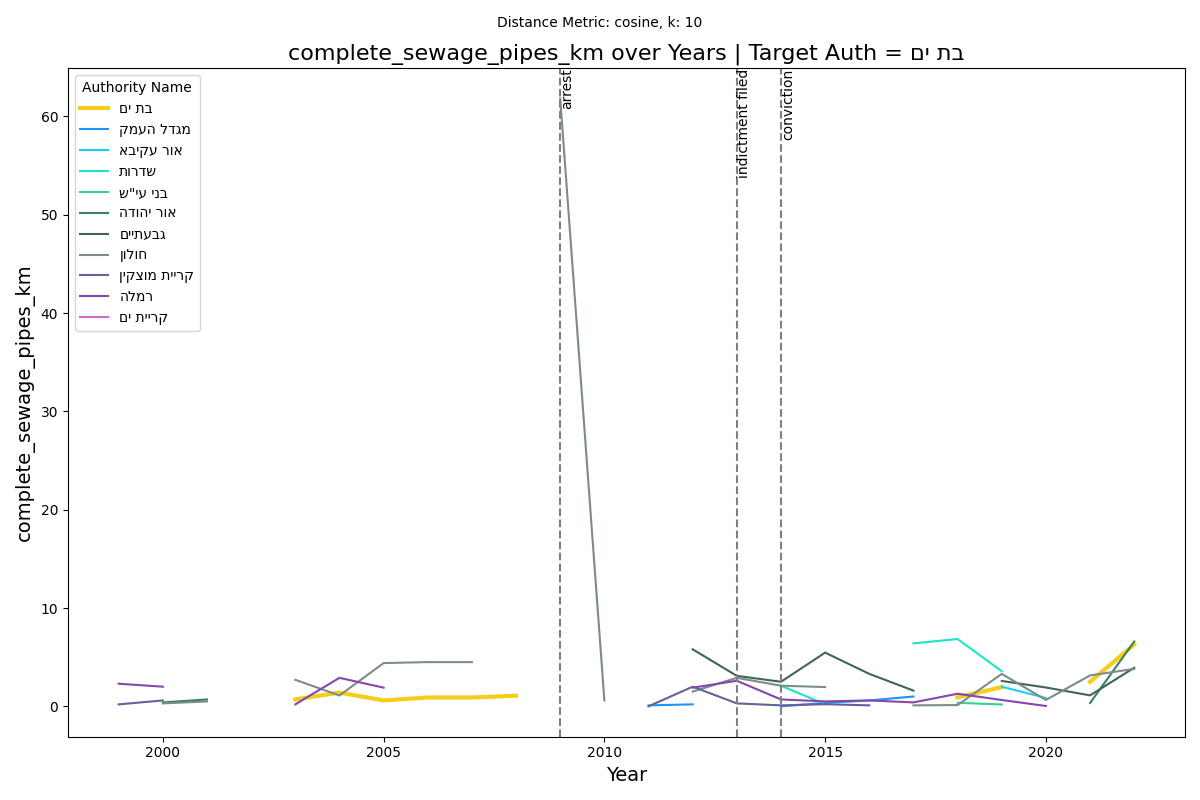 Distance Metric: cosine, k: 10
complete_sewage_pipes_km over Years | Target Auth = בת ים
Authority Name
בת ים
מגדל העמק
אור עקיבא
שדרות
בני עי"ש
אור יהודה
גבעתיים
חולון
קריית מוצקין
רמלה
קריית ים
arrest
indictment filed
conviction
complete_sewage_pipes_km
60
50
40
30
20
10
0
2000
2005
2010
2015
2020
Year